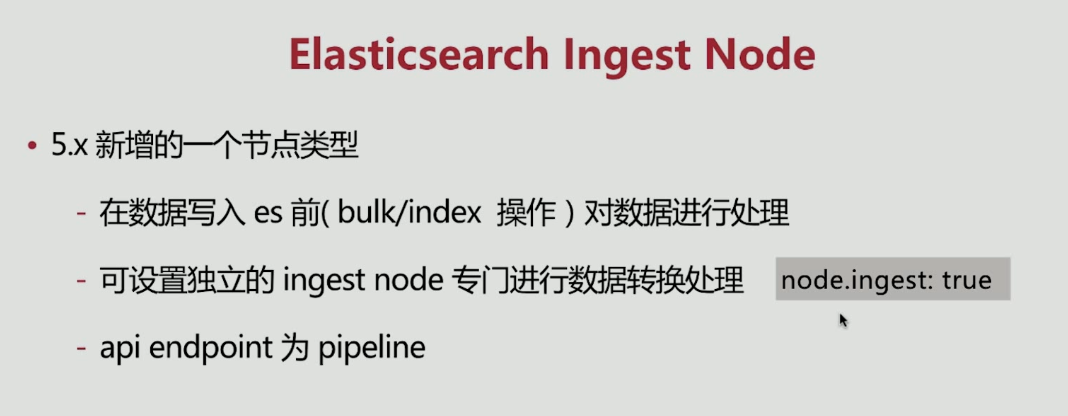 Elasticsearch Ingest Node
• 5.x 新增的一个节点类型
- 在数据写入 es 前( bulk/index 操作 ) 对数据进行处理
- 可设置独立的 ingest node 专门进行数据转换处理 node.ingest: true
- api endpoint 为 pipeline